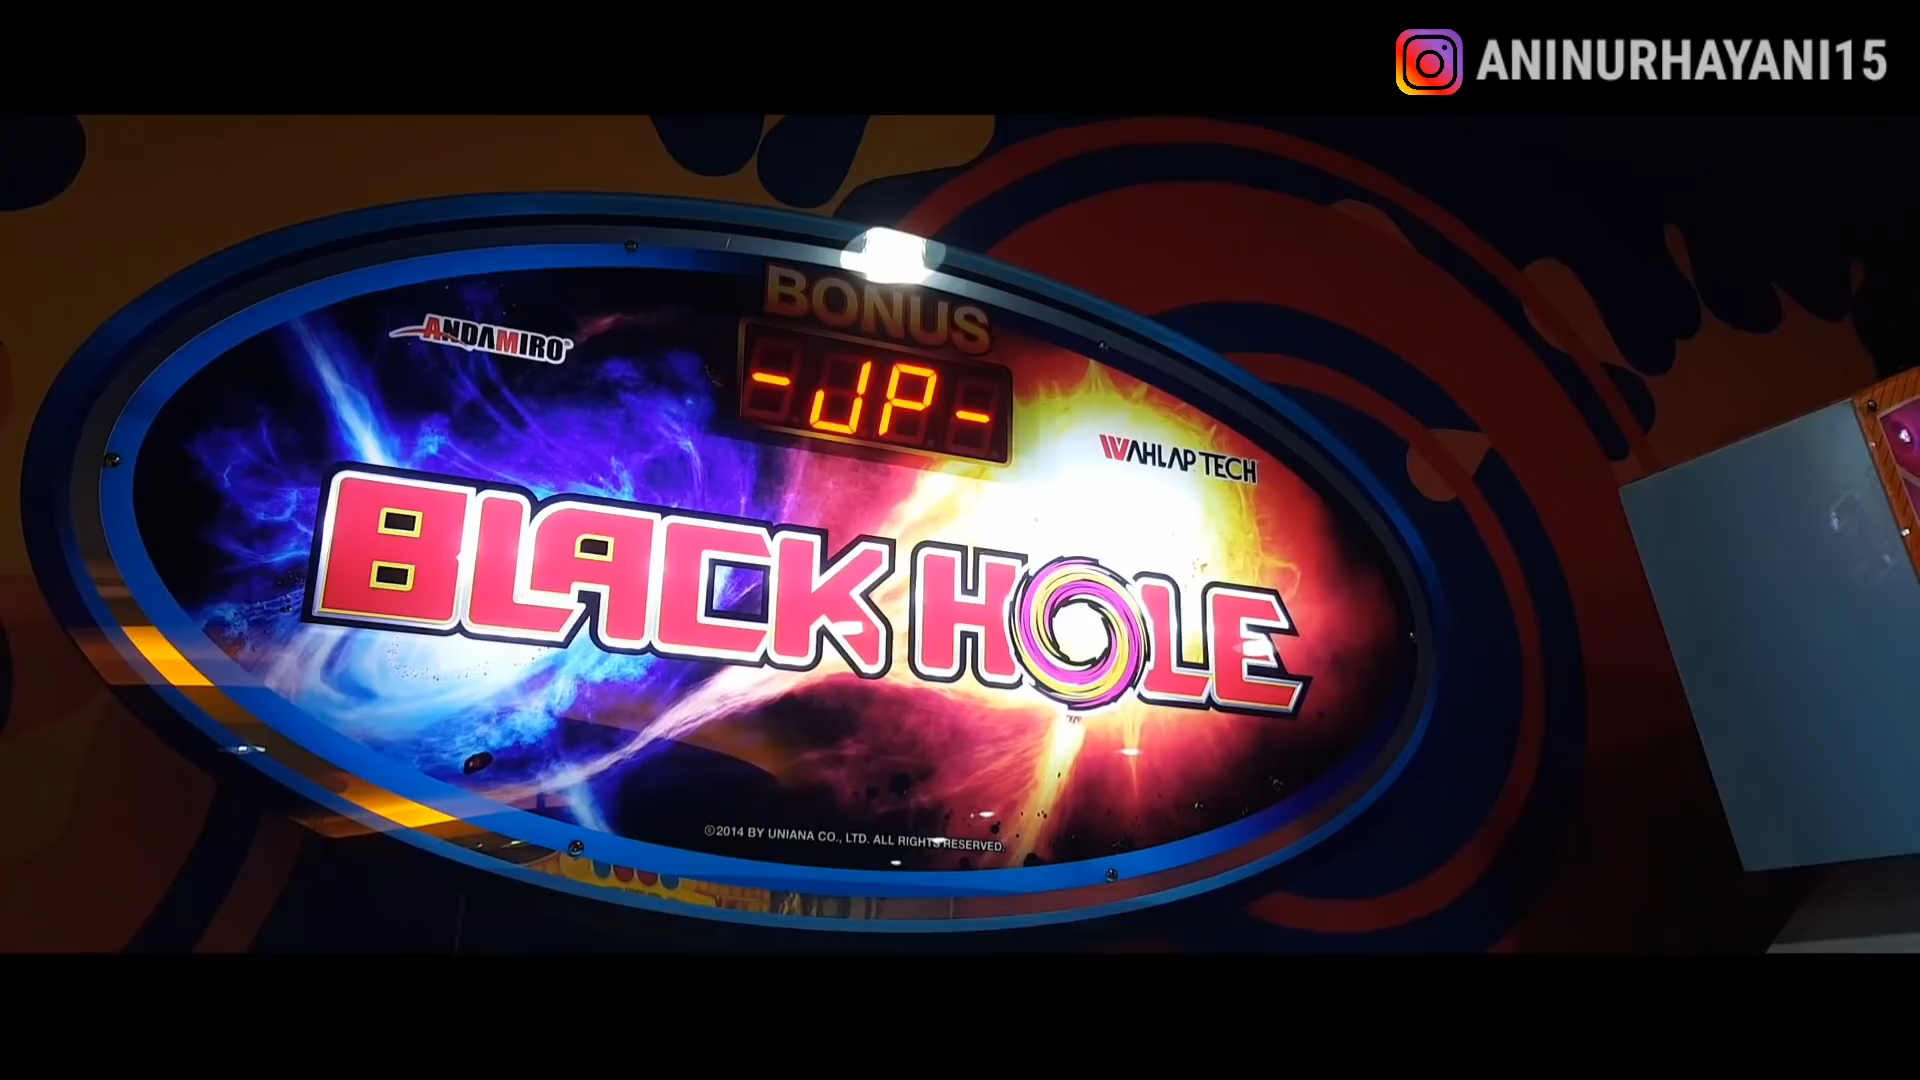 ANINURHAYANI15
BONUS
ANDAMIRO
-JP-
WAHLAP TECH
BLACK HOLE
©2014 BY UNIANA CO., LTD. ALL RIGHTS RESERVED.